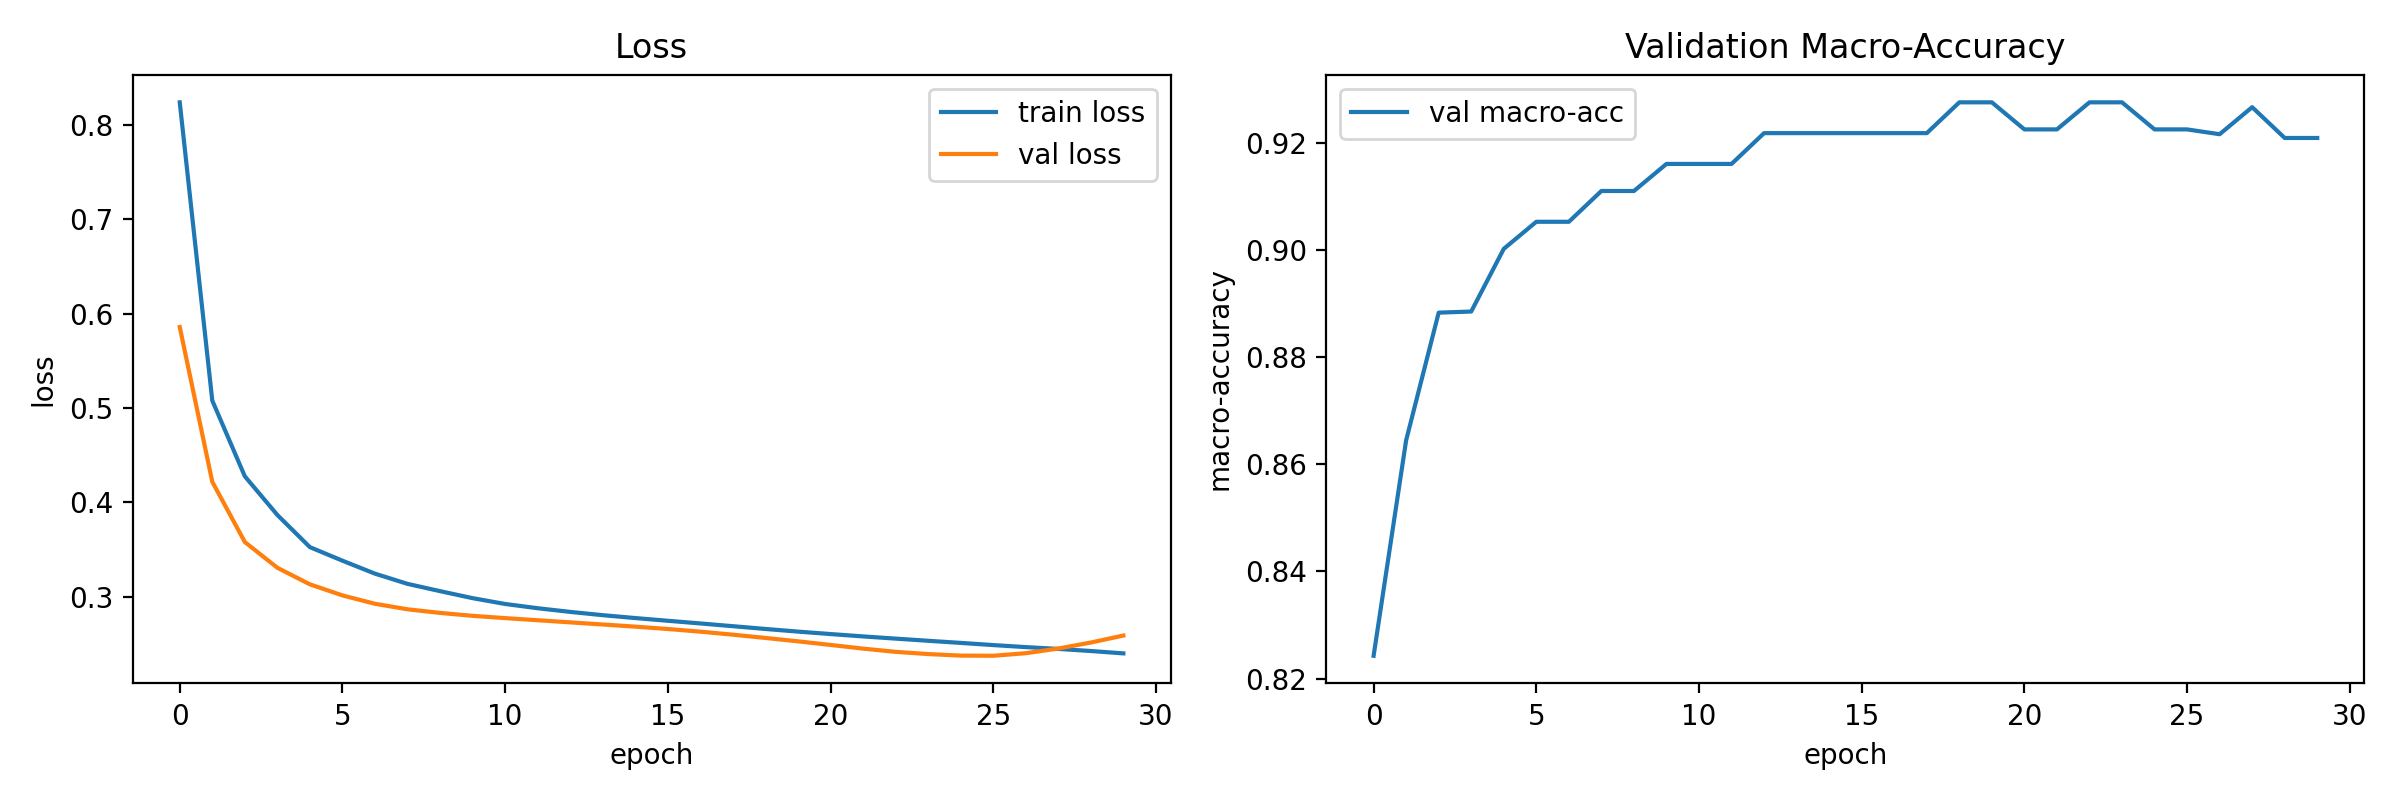 Loss
train loss
val loss
0.8
0.7
0.6
0.5
0.4
0.3
loss
0 5 10 15 20 25 30
epoch
Validation Macro-Accuracy
val macro-acc
0.92
0.90
0.88
0.86
0.84
0.82
macro-accuracy
0 5 10 15 20 25 30
epoch